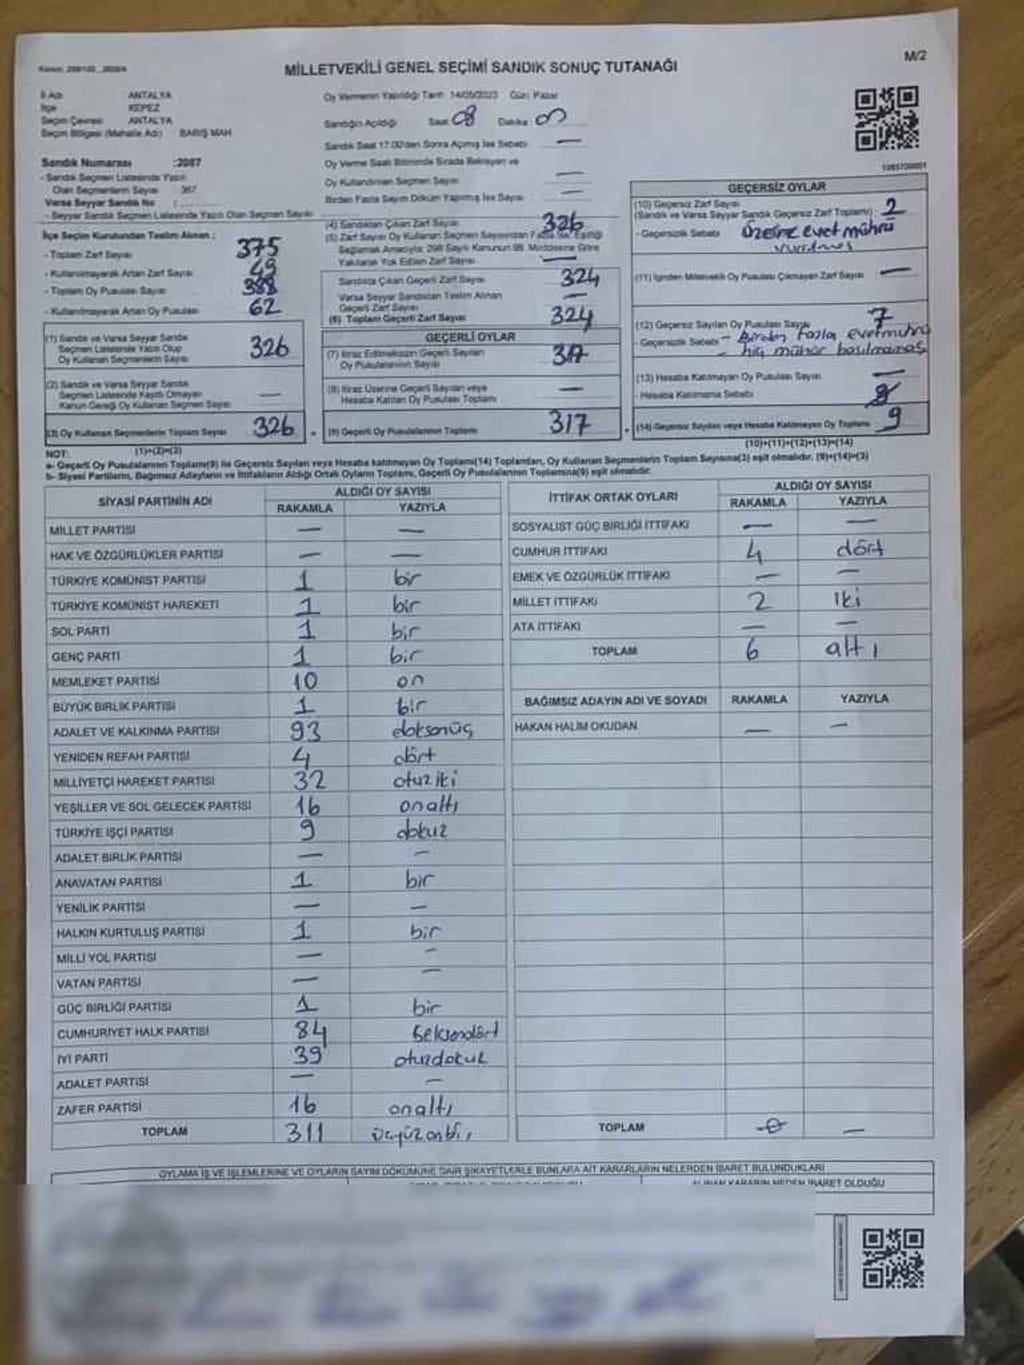 MİLLETVEKİLİ GENEL SEÇİMİ SANDIK SONUÇ TUTANAĞI
M/2
İl Adı ANTALYA
İlçe KEPEZ
Seçim Çevresi ANTALYA
Seçim Bölgesi (Mahalle Adı) BARIŞ MAH
Sandık Numarası :2087
- Sandık Seçmen Listesinde Yazılı
Olan Seçmenlerin Sayısı : 367
Varsa Seyyar Sandık No :
- Seyyar Sandık Seçmen Listesinde Yazılı Olan Seçmen Sayısı
Oy Vermenin Yapıldığı Tarih 14/05/2023 Gün: Pazar
Sandığın Açıldığı Saat 08 Dakika 00
Sandık Saat 17.00'den Sonra Açılmış İse Sebebi —
Oy Verme Saati Bitiminde Sırada Bekleyen ve
Oy Kullandırılan Seçmen Sayısı —
Birden Fazla Sayım Döküm Yapılmış İse Sayısı —
İlçe Seçim Kurulundan Teslim Alınan ;
- Toplam Zarf Sayısı 375
- Kullanılmayarak Artan Zarf Sayısı 49
- Toplam Oy Pusulası Sayısı 388
- Kullanılmayarak Artan Oy Pusulası 62
(1) Sandık ve Varsa Seyyar Sandık
Seçmen Listesinde Yazılı Olup
Oy Kullanan Seçmenlerin Sayısı 326
(2) Sandık ve Varsa Seyyar Sandık
Seçmen Listesinde Kayıtlı Olmayan
Kanun Gereği Oy Kullanan Seçmen Sayısı —
(3) Oy Kullanan Seçmenlerin Toplam Sayısı 326
(1)+(2)=(3)
(4) Sandıktan Çıkan Zarf Sayısı 326
(5) Zarf Sayısı Oy Kullanan Seçmen Sayısından Fazla İse, Eşitliği
Sağlamak Amacıyla; 298 Sayılı Kanunun 98. Maddesine Göre
Yakılarak Yok Edilen Zarf Sayısı —
Sandıkta Çıkan Geçerli Zarf Sayısı 324
Varsa Seyyar Sandıktan Teslim Alınan
Geçerli Zarf Sayısı —
(6) Toplam Geçerli Zarf Sayısı 324
GEÇERLİ OYLAR
(7) İtiraz Edilmeksizin Geçerli Sayılan
Oy Pusulalarının Sayısı 317
(8) İtiraz Üzerine Geçerli Sayılan veya
Hesaba Katılan Oy Pusulası Toplamı —
(9) Geçerli Oy Pusulalarının Toplamı 317
GEÇERSİZ OYLAR
(10) Geçersiz Zarf Sayısı
(Sandık ve Varsa Seyyar Sandık Geçersiz Zarf Toplamı) 2
- Geçersizlik Sebebi üzerine evet mührü
vurulmuş
(11) İçinden Milletvekili Oy Pusulası Çıkmayan Zarf Sayısı —
(12) Geçersiz Sayılan Oy Pusulası Sayısı 7
- Geçersizlik Sebebi - Birden fazla evet mührü
- hiç mühür basılmamış
(13) Hesaba Katılmayan Oy Pusulası Sayısı —
- Hesaba Katılmama Sebebi
(14) Geçersiz Sayılan veya Hesaba Katılmayan Oy Toplamı 9
(10)+(11)+(12)+(13)=(14)
NOT:
a- Geçerli Oy Pusulalarının Toplamı(9) ile Geçersiz Sayılan veya Hesaba katılmayan Oy Toplamı(14) Toplamları, Oy Kullanan Seçmenlerin Toplam Sayısına(3) eşit olmalıdır. (9)+(14)=(3)
b- Siyasi Partilerin, Bağımsız Adayların ve İttifakların Aldığı Ortak Oyların Toplamı, Geçerli Oy Pusulalarının Toplamına(9) eşit olmalıdır.
SİYASİ PARTİNİN ADI ALDIĞI OY SAYISI
RAKAMLA YAZIYLA
MİLLET PARTİSİ — —
HAK VE ÖZGÜRLÜKLER PARTİSİ — —
TÜRKİYE KOMÜNİST PARTİSİ 1 bir
TÜRKİYE KOMÜNİST HAREKETİ 1 bir
SOL PARTİ 1 bir
GENÇ PARTİ 1 bir
MEMLEKET PARTİSİ 10 on
BÜYÜK BİRLİK PARTİSİ 1 bir
ADALET VE KALKINMA PARTİSİ 93 doksanüç
YENİDEN REFAH PARTİSİ 4 dört
MİLLİYETÇİ HAREKET PARTİSİ 32 otuziki
YEŞİLLER VE SOL GELECEK PARTİSİ 16 onaltı
TÜRKİYE İŞÇİ PARTİSİ 9 dokuz
ADALET BİRLİK PARTİSİ — —
ANAVATAN PARTİSİ 1 bir
YENİLİK PARTİSİ — —
HALKIN KURTULUŞ PARTİSİ 1 bir
MİLLİ YOL PARTİSİ — —
VATAN PARTİSİ — —
GÜÇ BİRLİĞİ PARTİSİ 1 bir
CUMHURİYET HALK PARTİSİ 84 seksendört
İYİ PARTİ 39 otuzdokuz
ADALET PARTİSİ — —
ZAFER PARTİSİ 16 onaltı
TOPLAM 311 üçyüzonbir
İTTİFAK ORTAK OYLARI ALDIĞI OY SAYISI
RAKAMLA YAZIYLA
SOSYALİST GÜÇ BİRLİĞİ İTTİFAKI — —
CUMHUR İTTİFAKI 4 dört
EMEK VE ÖZGÜRLÜK İTTİFAKI — —
MİLLET İTTİFAKI 2 iki
ATA İTTİFAKI — —
TOPLAM 6 altı
BAĞIMSIZ ADAYIN ADI VE SOYADI RAKAMLA YAZIYLA
HAKAN HALİM OKUDAN — —
TOPLAM 0 —
OYLAMA İŞ VE İŞLEMLERİNE VE OYLARIN SAYIM DÖKÜMÜNE DAİR ŞİKAYETLERLE BUNLARA AİT KARARLARIN NELERDEN İBARET BULUNDUKLARI
ALINAN KARARIN NEDEN İBARET OLDUĞU